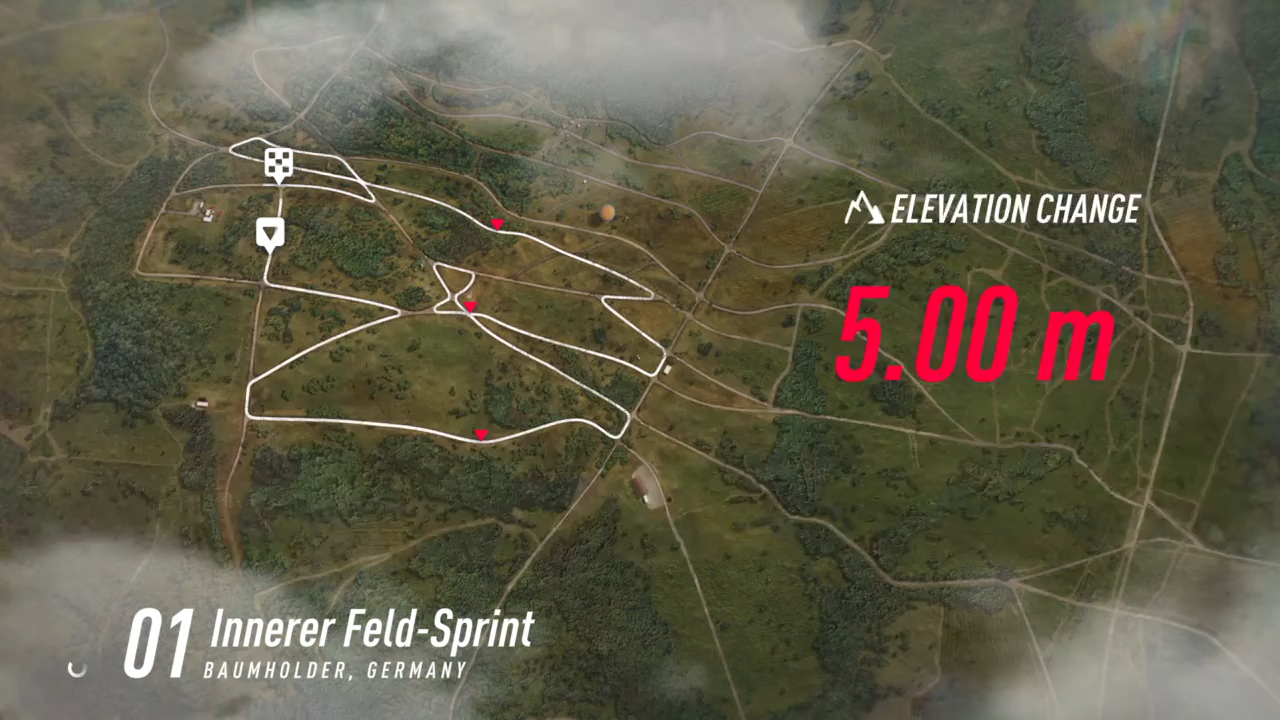 ELEVATION CHANGE
5.00 m
01 Innerer Feld-Sprint
BAUMHOLDER, GERMANY